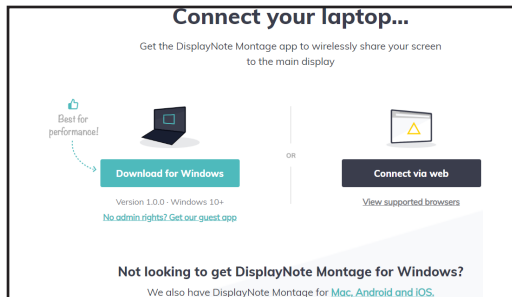 Connect your laptop...
Get the DisplayNote Montage app to wirelessly share your screen
to the main display
Best for
performance!
Download for Windows
Version 1.0.0 · Windows 10+
No admin rights? Get our guest app
OR
Connect via web
View supported browsers
Not looking to get DisplayNote Montage for Windows?
We also have DisplayNote Montage for Mac, Android and iOS.